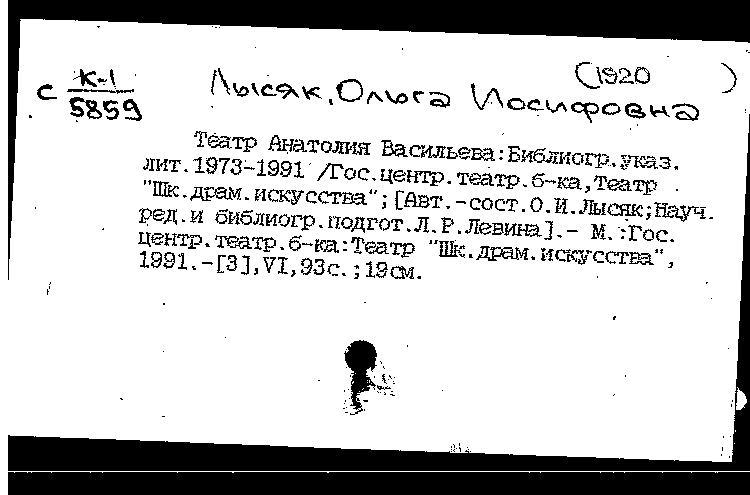 (1920 )
с К-1 Лысяк, Ольга Иосифовна
5859
Театр Анатолия Васильева:Библиогр.указ.
лит.1973-1991 /Гос.центр.театр.б-ка,Театр
"Шк.драм.искусства";[Авт.-сост.О.И.Лысяк;Науч.
ред.и библиогр.подгот.Л.Р.Левина].- М.:Гос.
центр.театр.б-ка:Театр "Шк.драм.искусства",
1991.-[3],VI,93с.;19см.